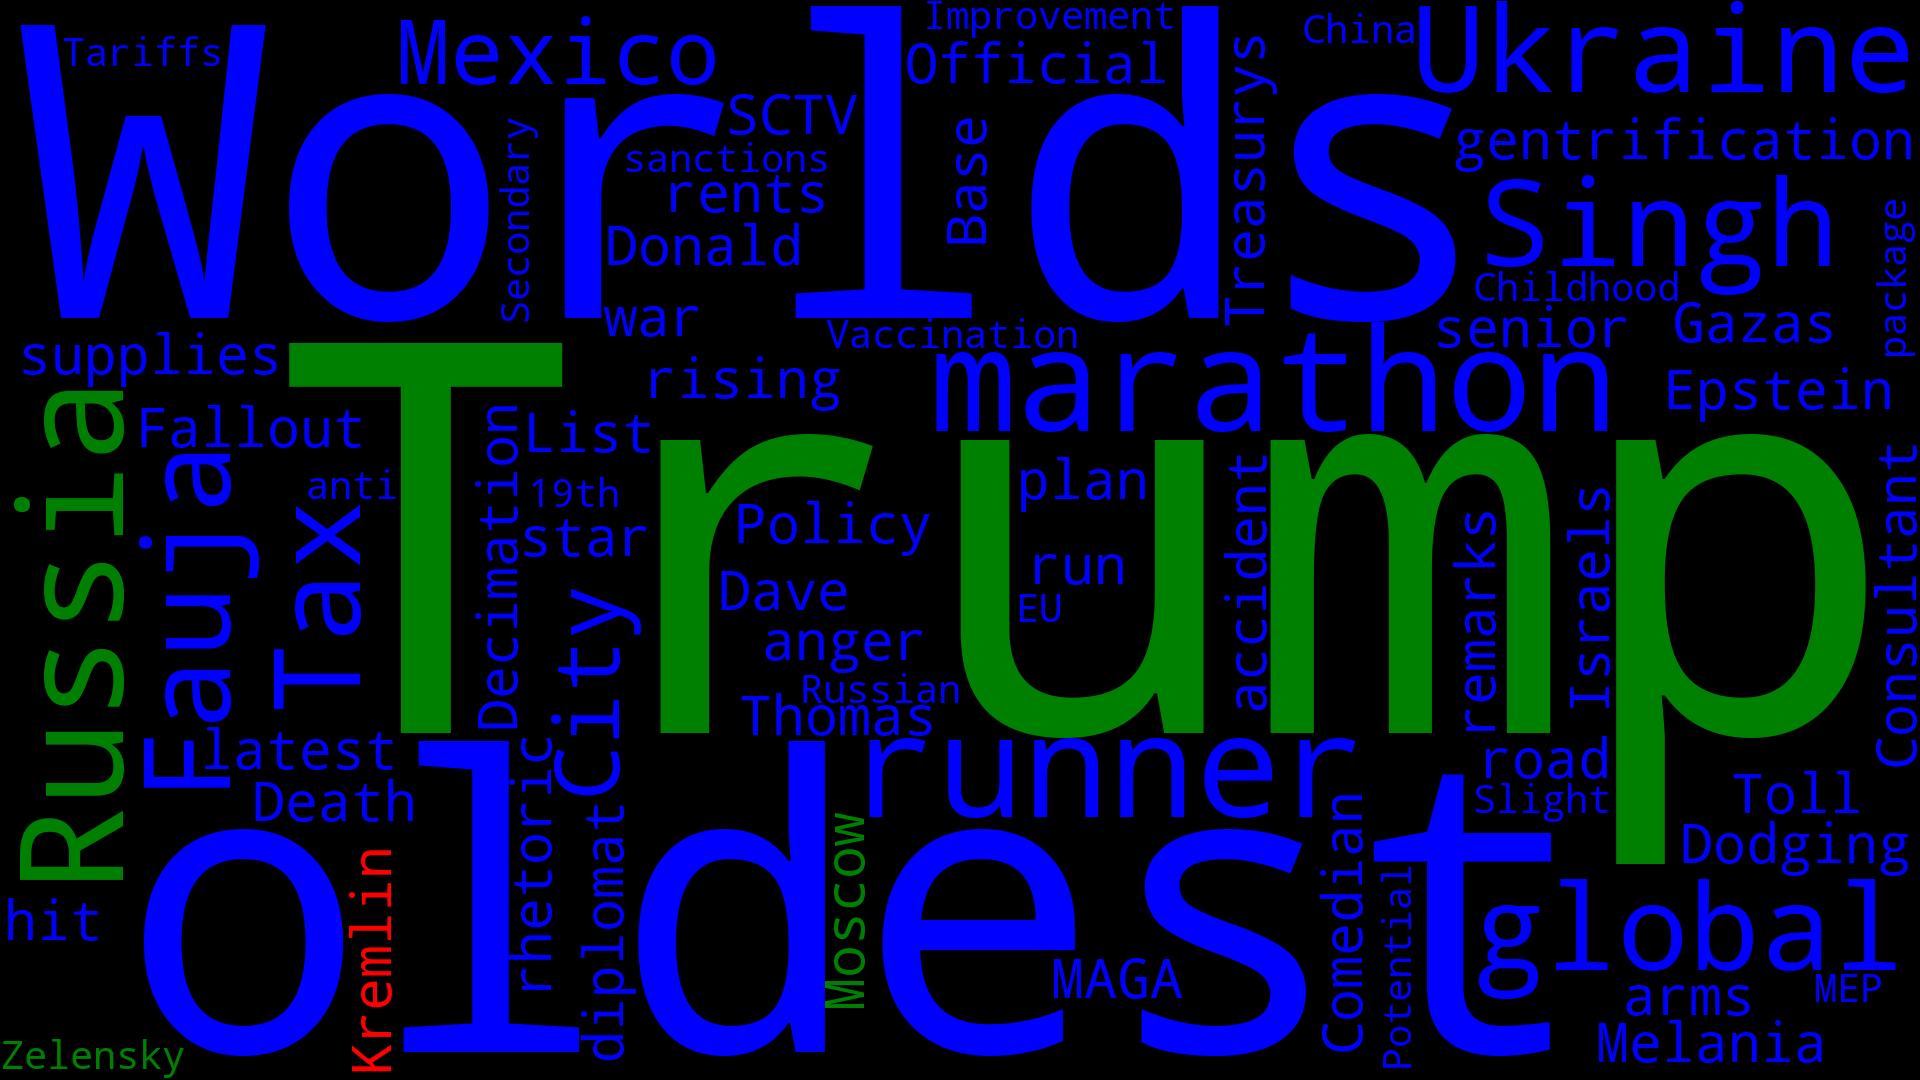 Worlds
Tariffs
Mexico
Improvement
Official
China
Ukraine
SCTV
sanctions
rents
Donald
war
Secondary
Base
Treasurys
gentrification
Singh
Childhood
package
senior
Gazas
supplies
Vaccination
marathon
rising
Epstein
Trump
Russia
Fallout
Fauja
anti
Tax
Decimation
List
19th
star
City
Policy
Dave
anger
Russian
Thomas
plan
run
EU
accident
remarks
Israels
Consultant
latest
Death
runner
road
Slight
Toll
Dodging
oldest
hit
Kremlin
rhetoric
diplomat
Moscow
MAGA
Comedian
Potential
global
arms
MEP
Melania
Zelensky